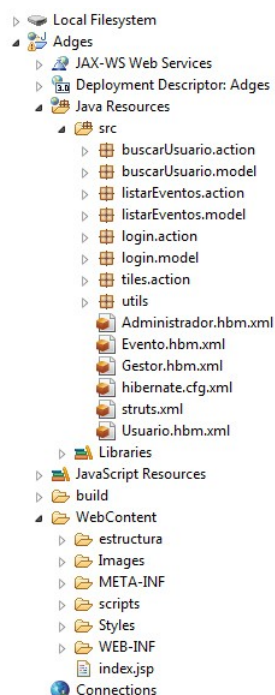 Local Filesystem
Adges
JAX-WS Web Services
Deployment Descriptor: Adges
3.0
Java Resources
src
buscarUsuario.action
buscarUsuario.model
listarEventos.action
listarEventos.model
login.action
login.model
tiles.action
utils
Administrador.hbm.xml
Evento.hbm.xml
Gestor.hbm.xml
hibernate.cfg.xml
struts.xml
Usuario.hbm.xml
Libraries
JavaScript Resources
build
WebContent
estructura
Images
META-INF
scripts
Styles
WEB-INF
index.jsp
Connections